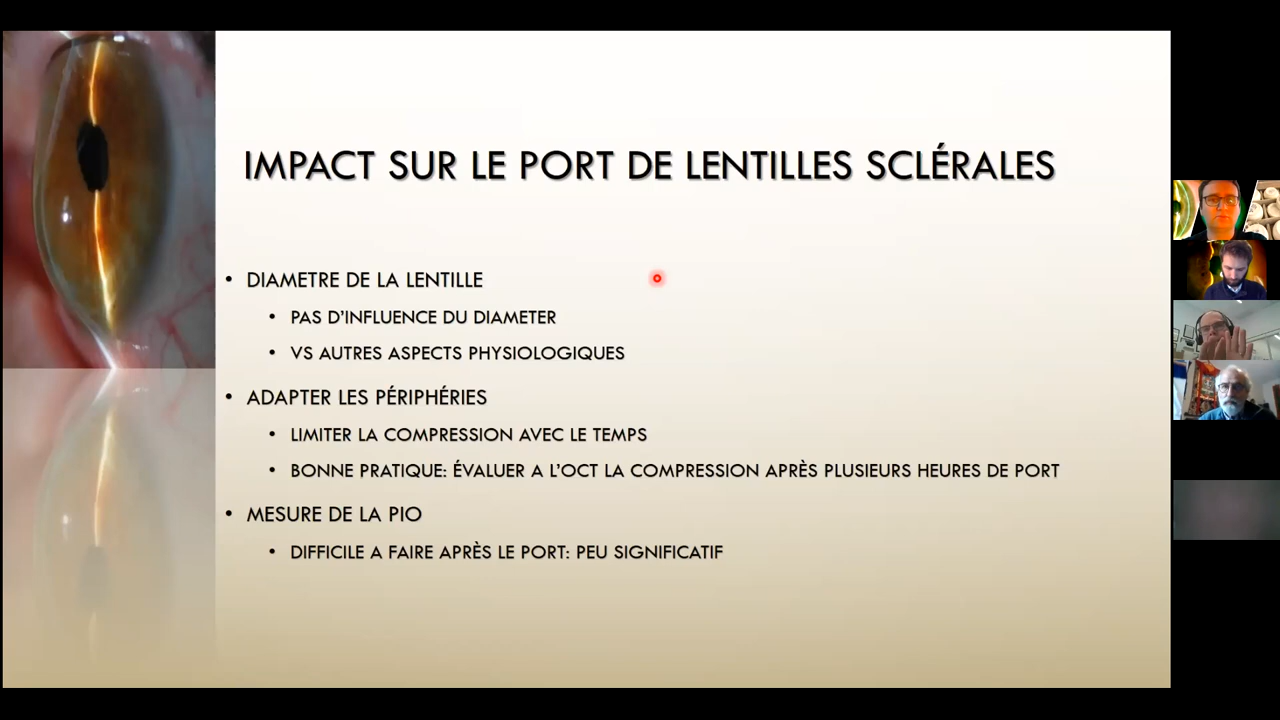 IMPACT SUR LE PORT DE LENTILLES SCLÉRALES
• DIAMETRE DE LA LENTILLE
• PAS D'INFLUENCE DU DIAMETER
• VS AUTRES ASPECTS PHYSIOLOGIQUES
• ADAPTER LES PÉRIPHÉRIES
• LIMITER LA COMPRESSION AVEC LE TEMPS
• BONNE PRATIQUE: ÉVALUER A L'OCT LA COMPRESSION APRÈS PLUSIEURS HEURES DE PORT
• MESURE DE LA PIO
• DIFFICILE A FAIRE APRÈS LE PORT: PEU SIGNIFICATIF